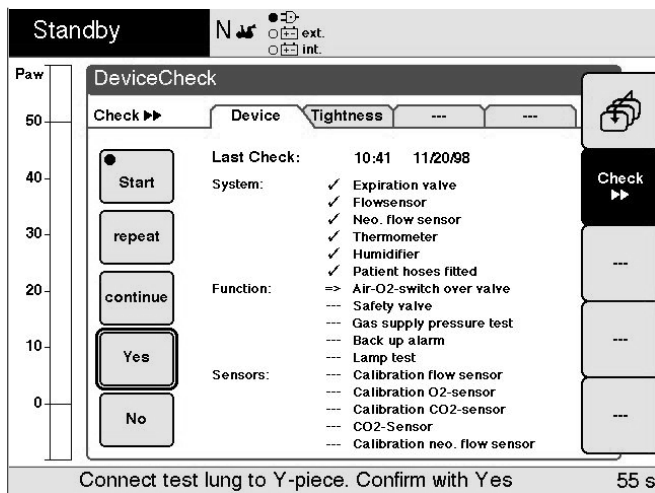 Standby
N
ext.
int.
Paw
DeviceCheck
Check
Device
Tightness
---
---
50
40
30
20
10
0
Start
repeat
continue
Yes
No
Last Check: 10:41 11/20/98
System: ✓ Expiration valve
✓ Flowsensor
✓ Neo. flow sensor
✓ Thermometer
✓ Humidifier
✓ Patient hoses fitted
Function: => Air-O2-switch over valve
--- Safety valve
--- Gas supply pressure test
--- Back up alarm
--- Lamp test
Sensors: --- Calibration flow sensor
--- Calibration O2-sensor
--- Calibration CO2-sensor
--- CO2-Sensor
--- Calibration neo. flow sensor
Check
---
---
---
Connect test lung to Y-piece. Confirm with Yes 55 s